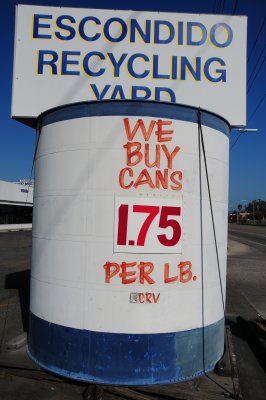 ESCONDIDO
RECYCLING
YARD
WE
BUY
CANS
1.75
PER LB.
CRV